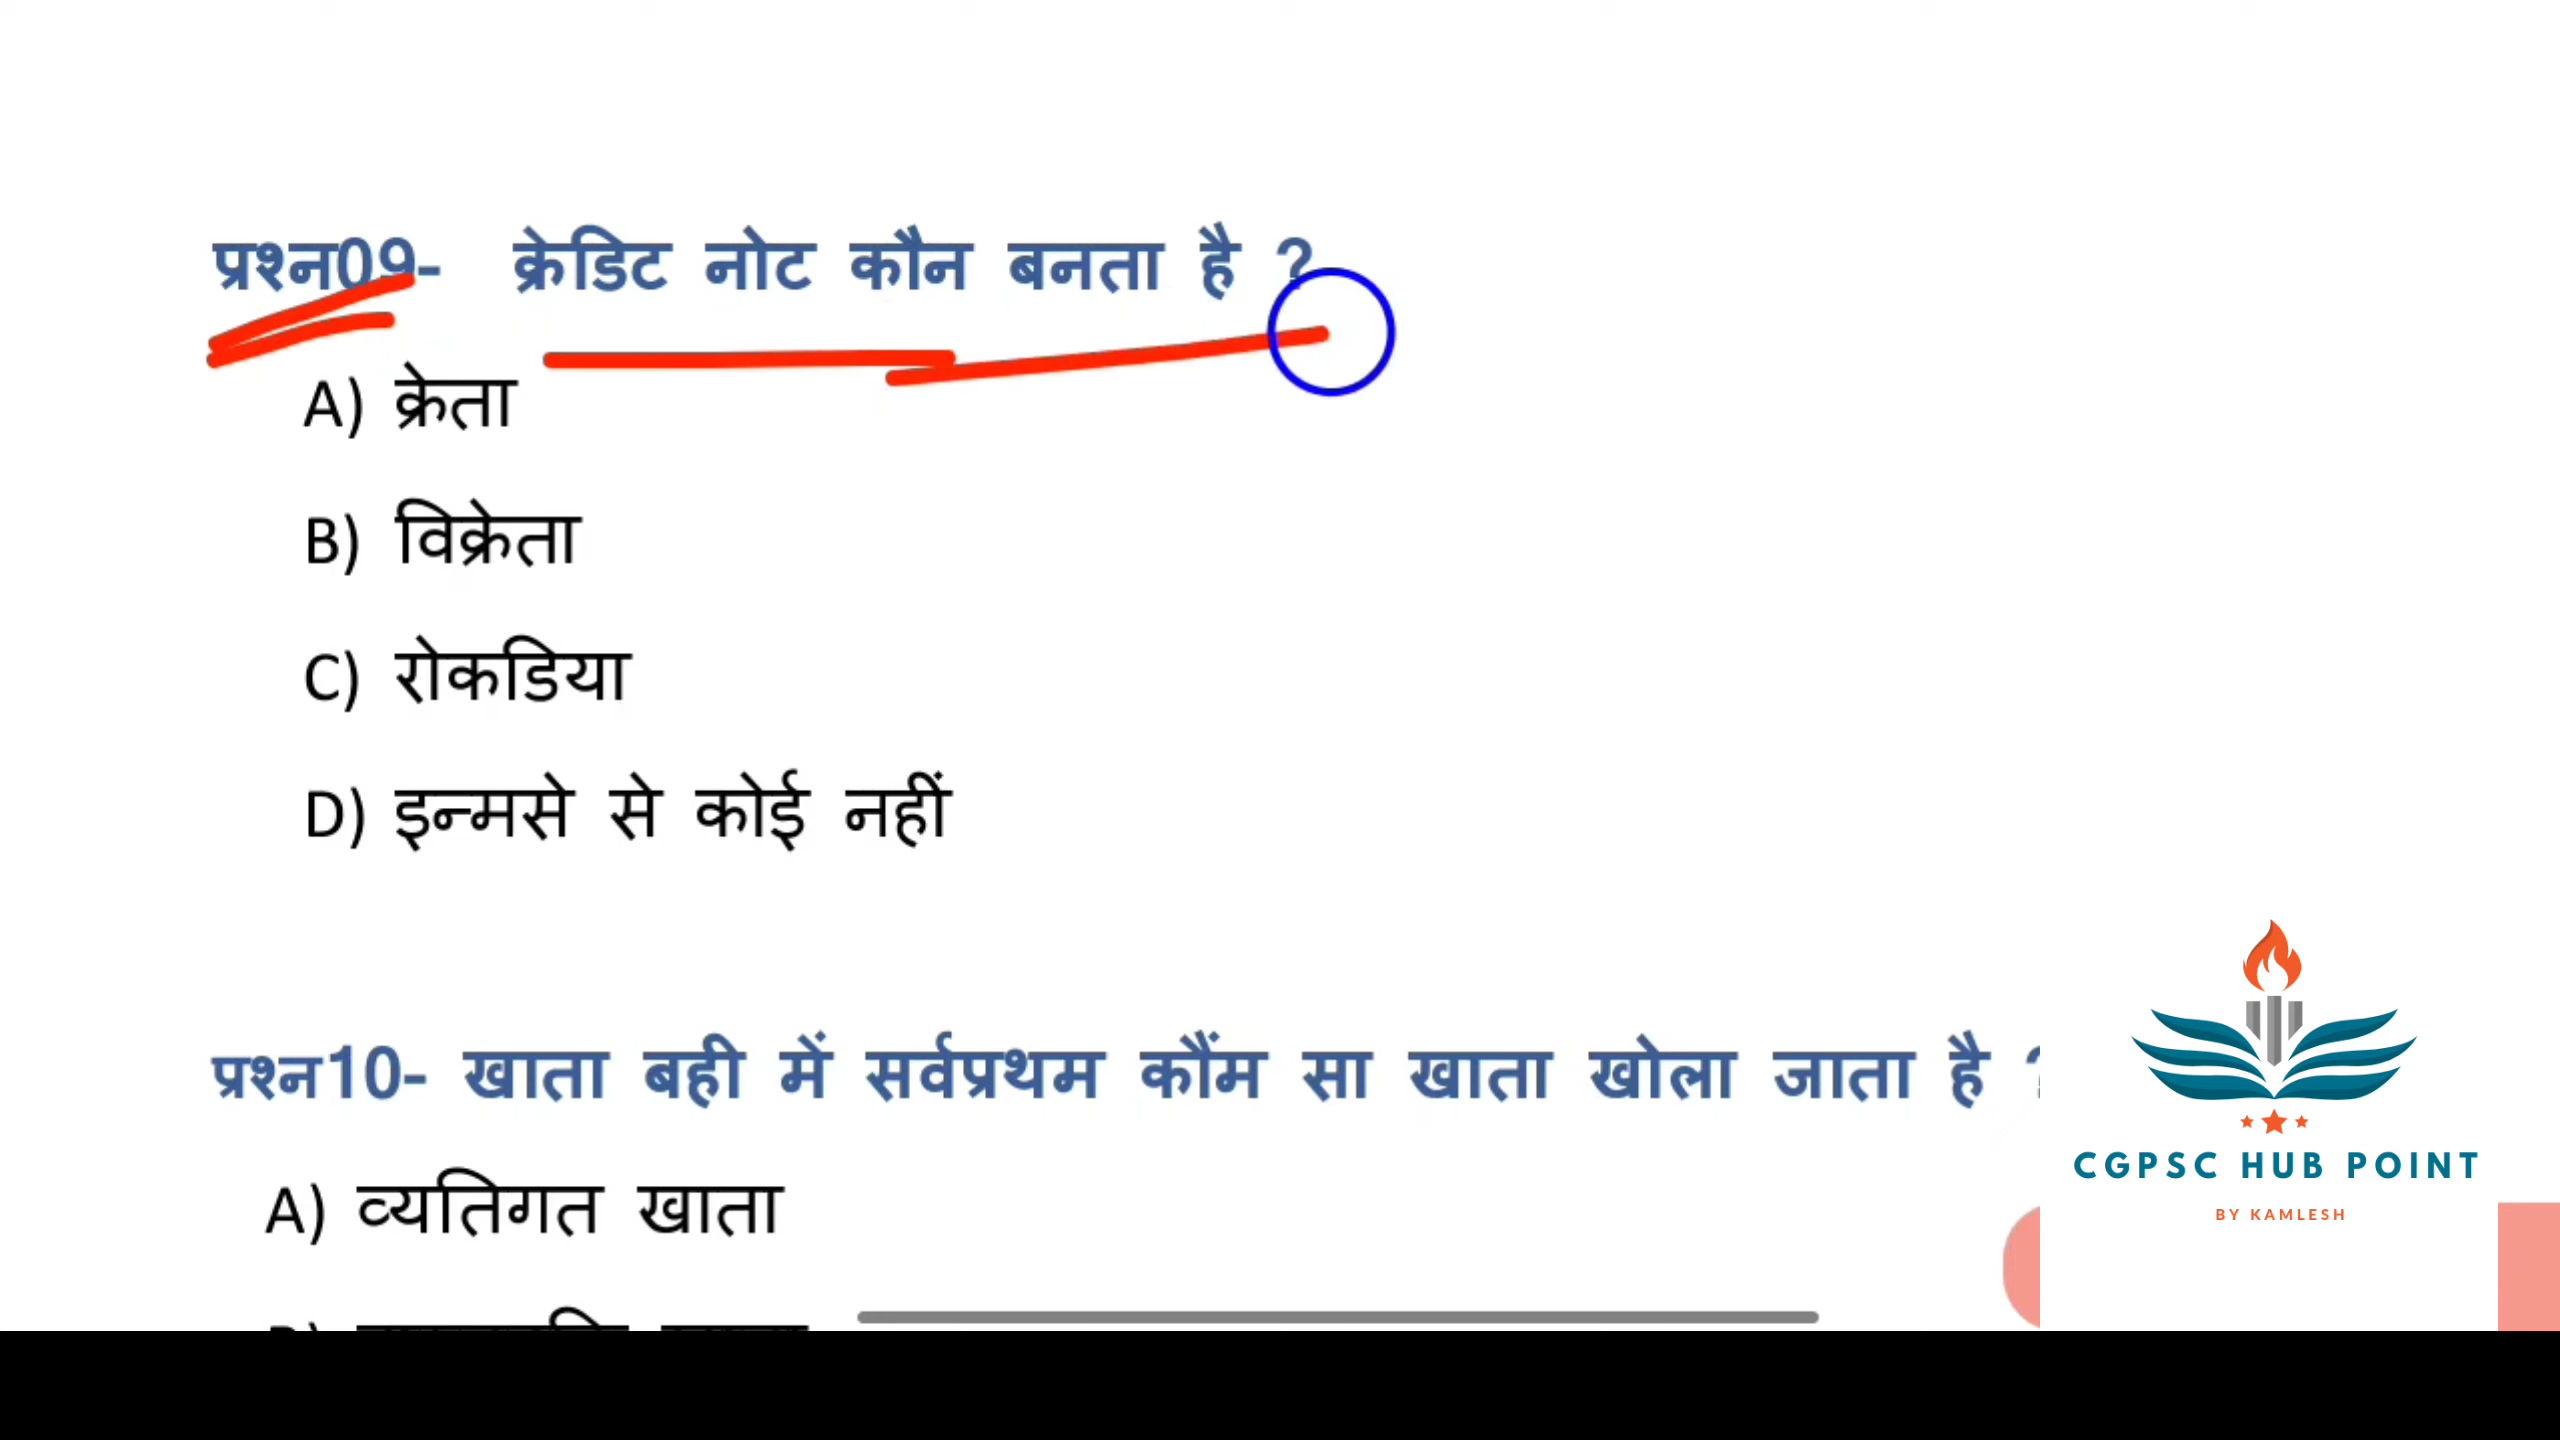 प्रश्न09- क्रेडिट नोट कौन बनता है ?
A) क्रेता
B) विक्रेता
C) रोकडिया
D) इन्मसे से कोई नहीं
प्रश्न10- खाता बही में सर्वप्रथम कौंम सा खाता खोला जाता है ?
A) व्यतिगत खाता
CGPSC HUB POINT
BY KAMLESH